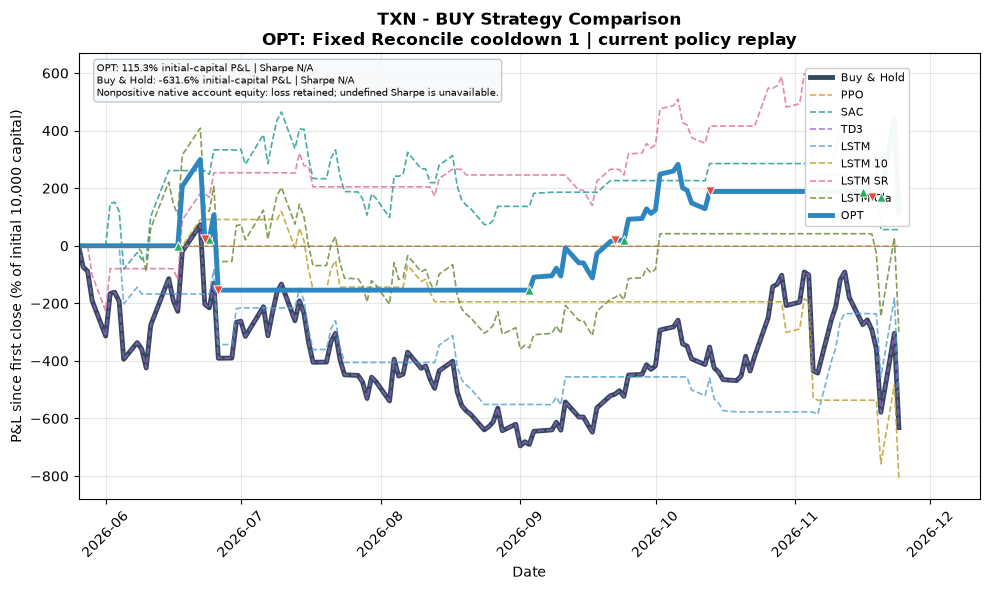 TXN - BUY Strategy Comparison
OPT: Fixed Reconcile cooldown 1 | current policy replay
OPT: 115.3% initial-capital P&L | Sharpe N/A
Buy & Hold: -631.6% initial-capital P&L | Sharpe N/A
Nonpositive native account equity: loss retained; undefined Sharpe is unavailable.
Buy & Hold
PPO
SAC
TD3
LSTM
LSTM 10
LSTM SR
OPT
P&L since first close (% of initial 10,000 capital)
600
400
200
0
−200
−400
−600
−800
2026-06
2026-07
2026-08
2026-09
2026-10
2026-11
2026-12
Date